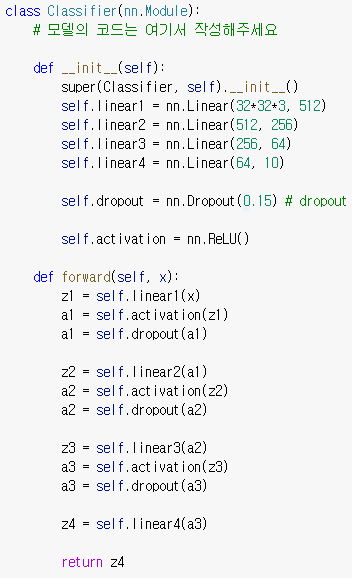 class Classifier(nn.Module):
    # 모델의 코드는 여기서 작성해주세요

    def __init__(self):
        super(Classifier, self).__init__()
        self.linear1 = nn.Linear(32*32*3, 512)
        self.linear2 = nn.Linear(512, 256)
        self.linear3 = nn.Linear(256, 64)
        self.linear4 = nn.Linear(64, 10)

        self.dropout = nn.Dropout(0.15) # dropout

        self.activation = nn.ReLU()

    def forward(self, x):
        z1 = self.linear1(x)
        a1 = self.activation(z1)
        a1 = self.dropout(a1)

        z2 = self.linear2(a1)
        a2 = self.activation(z2)
        a2 = self.dropout(a2)

        z3 = self.linear3(a2)
        a3 = self.activation(z3)
        a3 = self.dropout(a3)

        z4 = self.linear4(a3)

        return z4